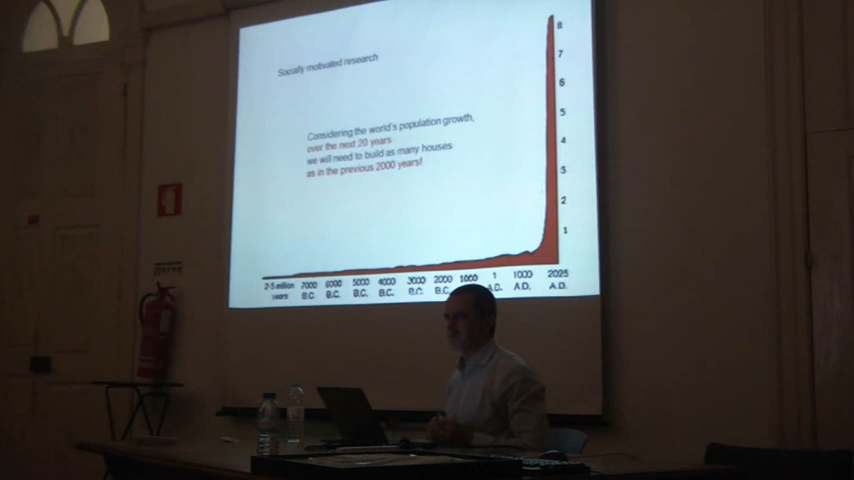 Socially motivated research
Considering the world's population growth,
over the next 20 years
we will need to build as many houses
as in the previous 2000 years!
8
7
6
5
4
3
2
1
2-5 million years
7000 B.C.
6000 B.C.
5000 B.C.
4000 B.C.
3000 B.C.
2000 B.C.
1000
1 A.D.
1000 A.D.
2025 A.D.